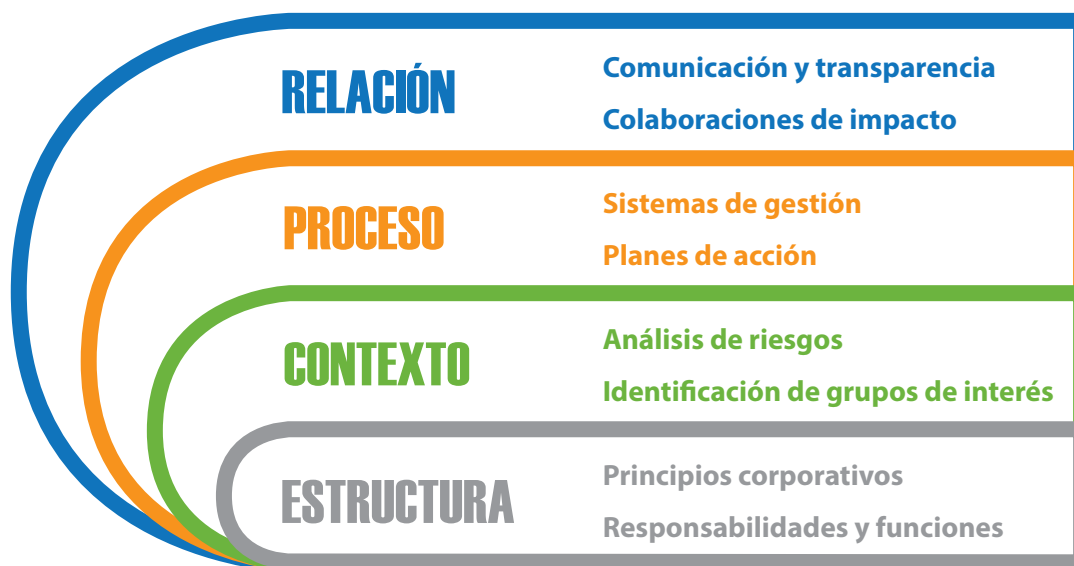 RELACIÓN
Comunicación y transparencia
Colaboraciones de impacto
PROCESO
Sistemas de gestión
Planes de acción
CONTEXTO
Análisis de riesgos
Identificación de grupos de interés
ESTRUCTURA
Principios corporativos
Responsabilidades y funciones